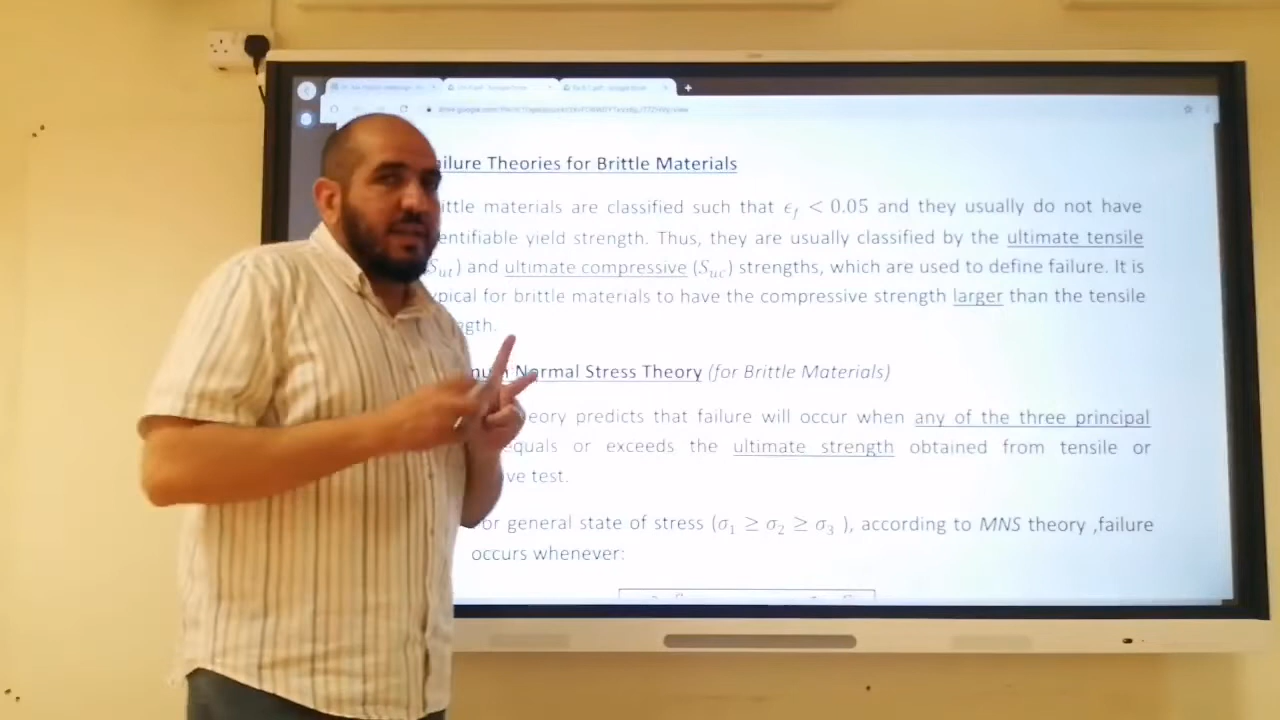 ilure Theories for Brittle Materials
ittle materials are classified such that ϵf < 0.05 and they usually do not have
entifiable yield strength. Thus, they are usually classified by the ultimate tensile
(Sut) and ultimate compressive (Suc) strengths, which are used to define failure. It is
ypical for brittle materials to have the compressive strength larger than the tensile
gth.
Normal Stress Theory (for Brittle Materials)
eory predicts that failure will occur when any of the three principal
equals or exceeds the ultimate strength obtained from tensile or
ve test.
or general state of stress (σ1 ≥ σ2 ≥ σ3 ), according to MNS theory ,failure
occurs whenever: